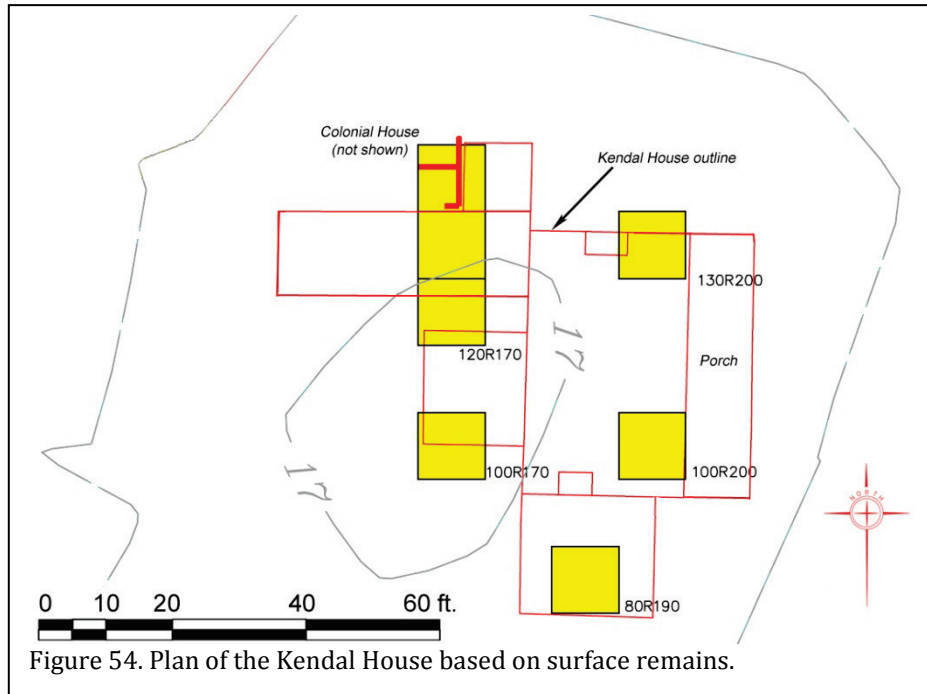 Colonial House
(not shown)
Kendal House outline
130R200
17
120R170
Porch
17
100R170
100R200
NORTH
80R190
0 10 20 40 60 ft.
Figure 54. Plan of the Kendal House based on surface remains.